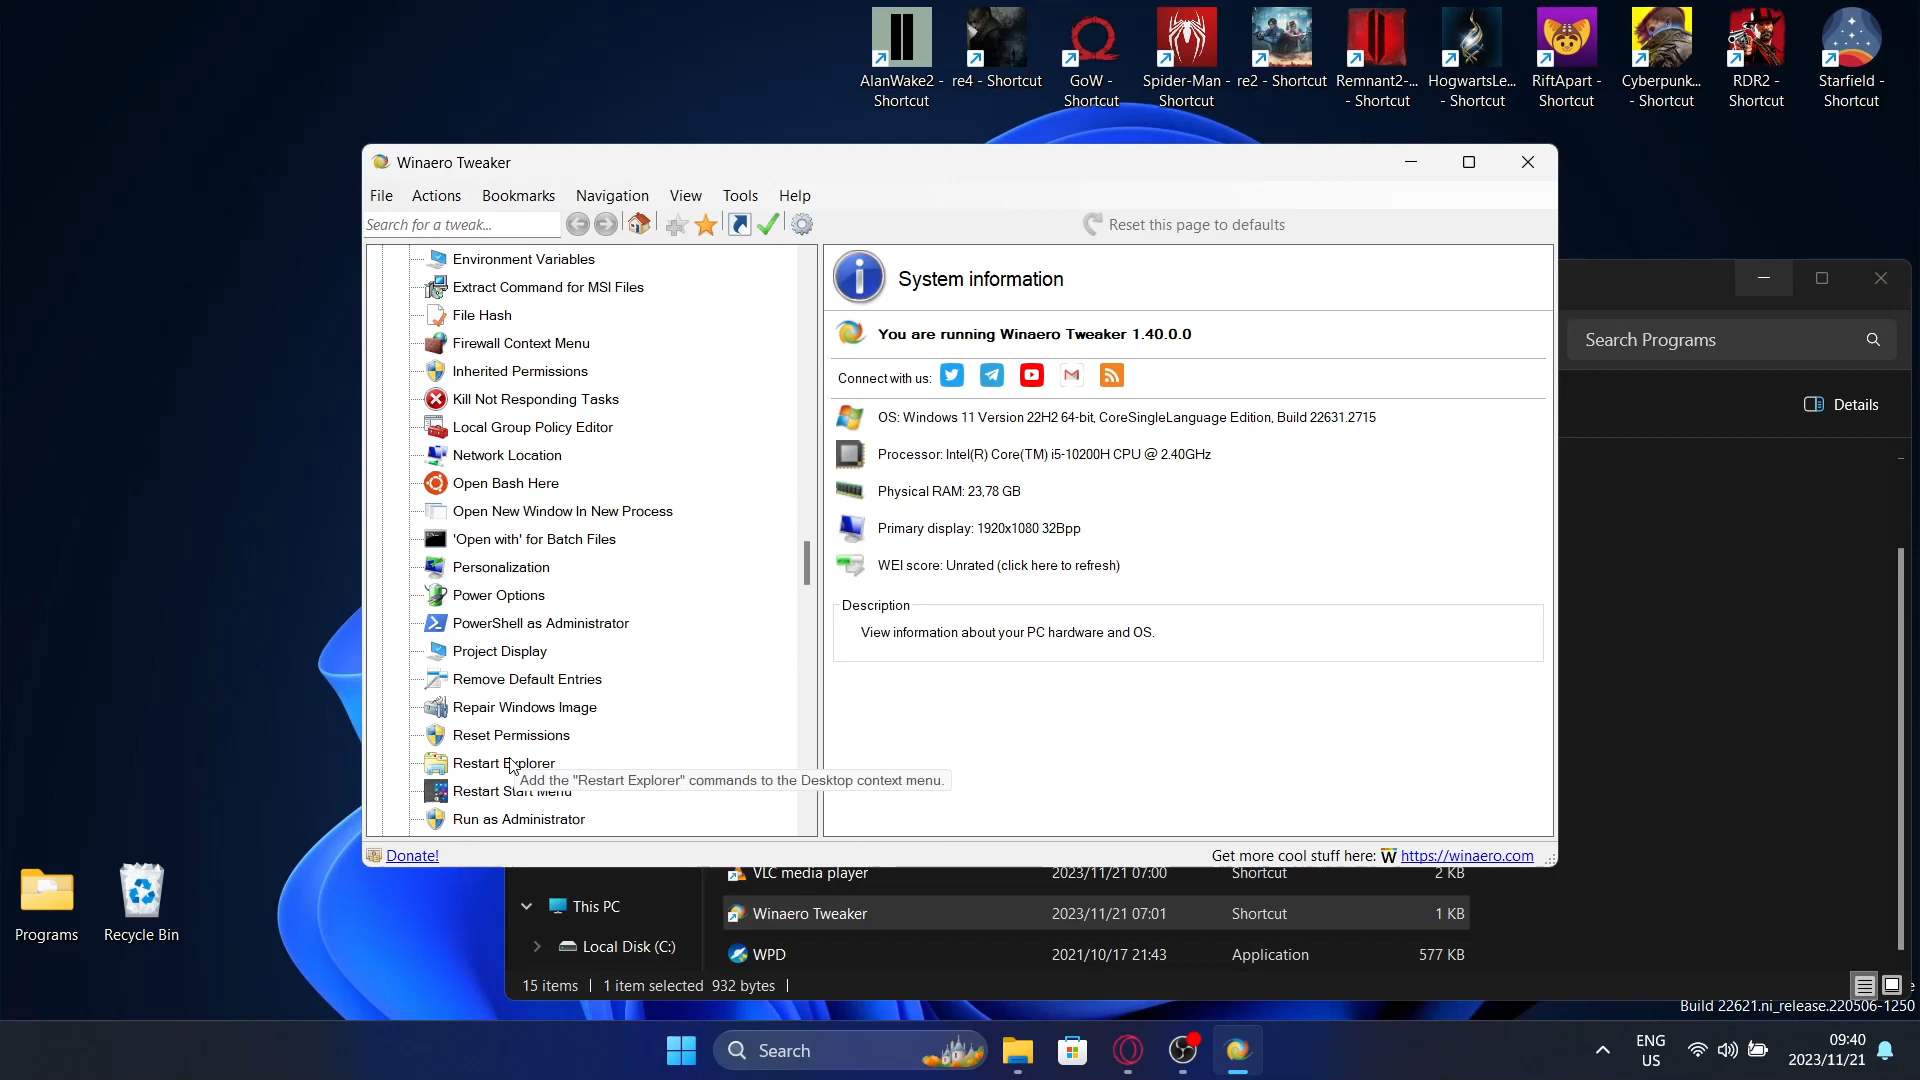 AlanWake2 - Shortcut
re4 - Shortcut
GoW - Shortcut
Spider-Man - Shortcut
re2 - Shortcut
Remnant2-... - Shortcut
HogwartsLe... - Shortcut
RiftApart - Shortcut
Cyberpunk... - Shortcut
RDR2 - Shortcut
Starfield - Shortcut
Winaero Tweaker
File Actions Bookmarks Navigation View Tools Help
Search for a tweak...
Reset this page to defaults
Environment Variables
Extract Command for MSI Files
File Hash
Firewall Context Menu
Inherited Permissions
Kill Not Responding Tasks
Local Group Policy Editor
Network Location
Open Bash Here
Open New Window In New Process
'Open with' for Batch Files
Personalization
Power Options
PowerShell as Administrator
Project Display
Remove Default Entries
Repair Windows Image
Reset Permissions
Restart Explorer
Add the "Restart Explorer" commands to the Desktop context menu.
Restart Start Menu
Run as Administrator
System information
You are running Winaero Tweaker 1.40.0.0
Connect with us:
OS: Windows 11 Version 22H2 64-bit, CoreSingleLanguage Edition, Build 22631.2715
Processor: Intel(R) Core(TM) i5-10200H CPU @ 2.40GHz
Physical RAM: 23,78 GB
Primary display: 1920x1080 32Bpp
WEI score: Unrated (click here to refresh)
Description
View information about your PC hardware and OS.
Donate!
Get more cool stuff here: W https://winaero.com
Search Programs
Details
VLC media player 2023/11/21 07:00 Shortcut 2 KB
This PC
Winaero Tweaker 2023/11/21 07:01 Shortcut 1 KB
Local Disk (C:)
WPD 2021/10/17 21:43 Application 577 KB
15 items 1 item selected 932 bytes
Programs
Recycle Bin
Build 22621.ni_release.220506-1250
Search
ENG
US
09:40
2023/11/21